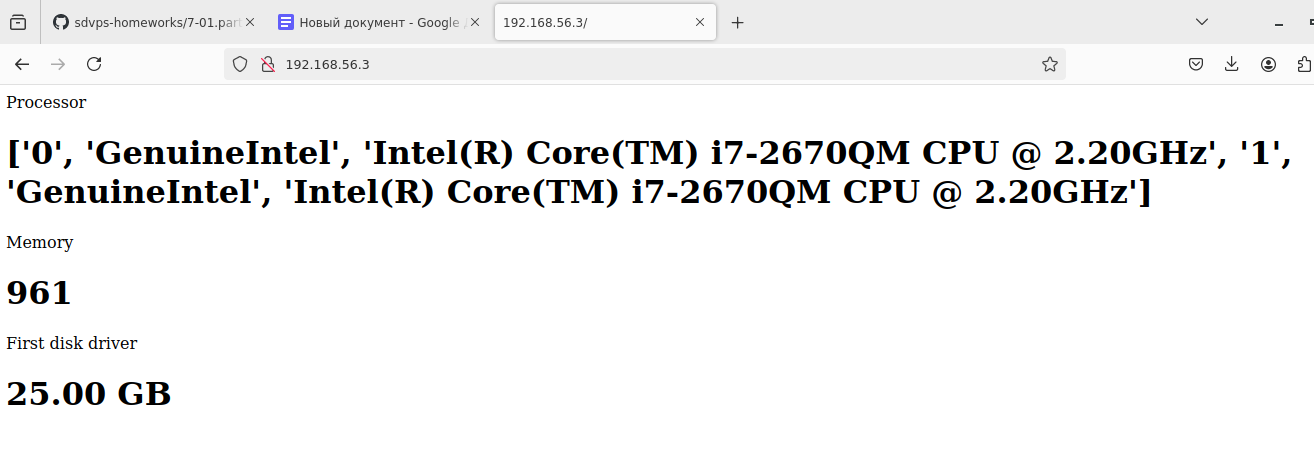 sdvps-homeworks/7-01.part
Новый документ - Google
192.168.56.3/
192.168.56.3
Processor
['0', 'GenuineIntel', 'Intel(R) Core(TM) i7-2670QM CPU @ 2.20GHz', '1',
'GenuineIntel', 'Intel(R) Core(TM) i7-2670QM CPU @ 2.20GHz']
Memory
961
First disk driver
25.00 GB